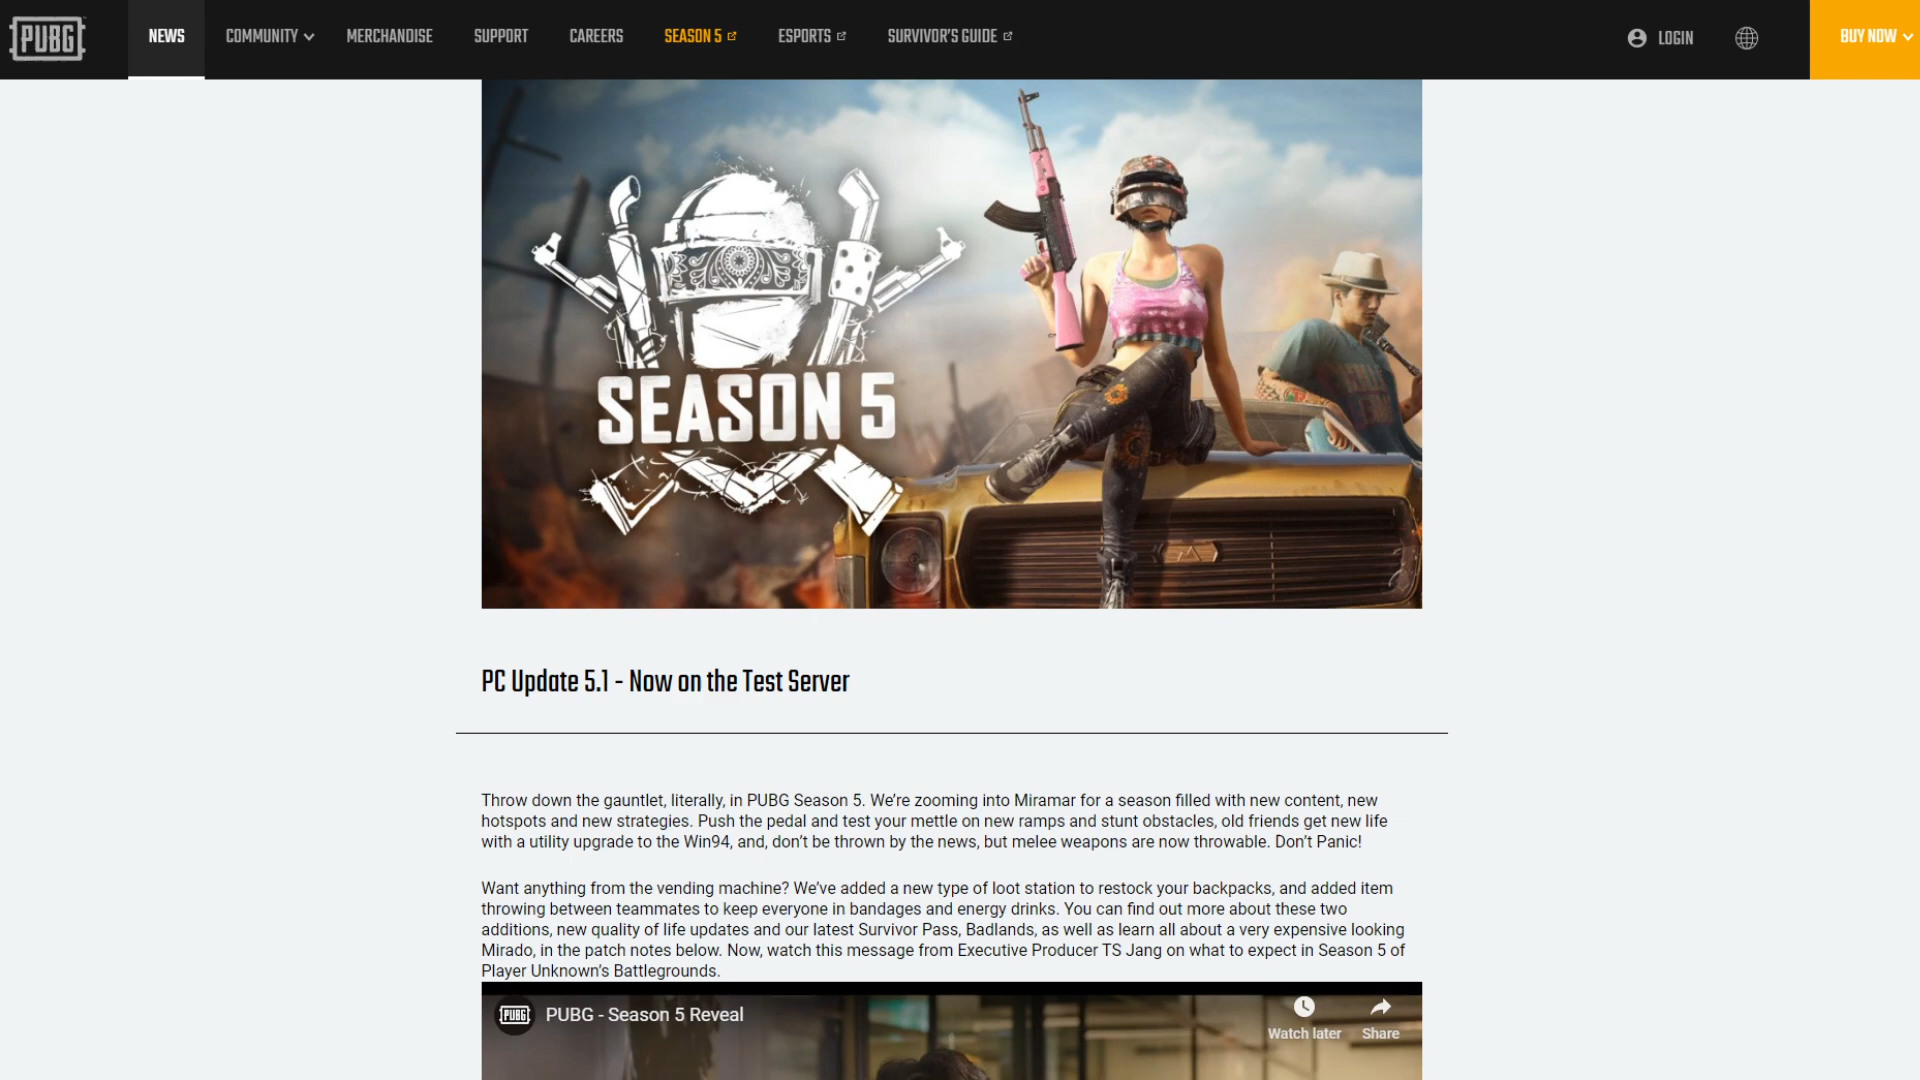 PUBG
NEWS
COMMUNITY
MERCHANDISE
SUPPORT
CAREERS
SEASON 5
ESPORTS
SURVIVOR'S GUIDE
LOGIN
BUY NOW
SEASON 5
PC Update 5.1 - Now on the Test Server
Throw down the gauntlet, literally, in PUBG Season 5. We’re zooming into Miramar for a season filled with new content, new
hotspots and new strategies. Push the pedal and test your mettle on new ramps and stunt obstacles, old friends get new life
with a utility upgrade to the Win94, and, don’t be thrown by the news, but melee weapons are now throwable. Don’t Panic!
Want anything from the vending machine? We’ve added a new type of loot station to restock your backpacks, and added item
throwing between teammates to keep everyone in bandages and energy drinks. You can find out more about these two
additions, new quality of life updates and our latest Survivor Pass, Badlands, as well as learn all about a very expensive looking
Mirado, in the patch notes below. Now, watch this message from Executive Producer TS Jang on what to expect in Season 5 of
Player Unknown’s Battlegrounds.
PUBG
PUBG - Season 5 Reveal
Watch later
Share